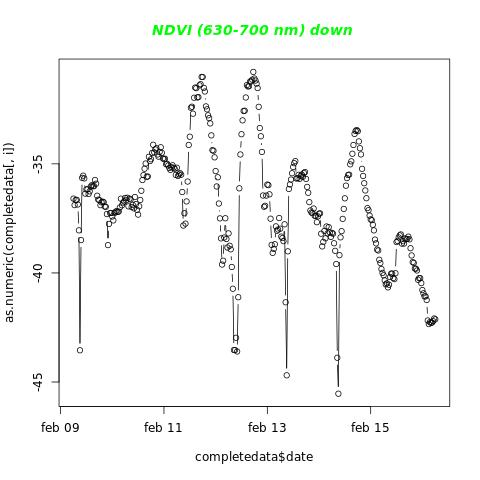 NDVI (630-700 nm) down
as.numeric(completedata[, i])
-35
-40
-45
feb 09
feb 11
feb 13
feb 15
completedata$date